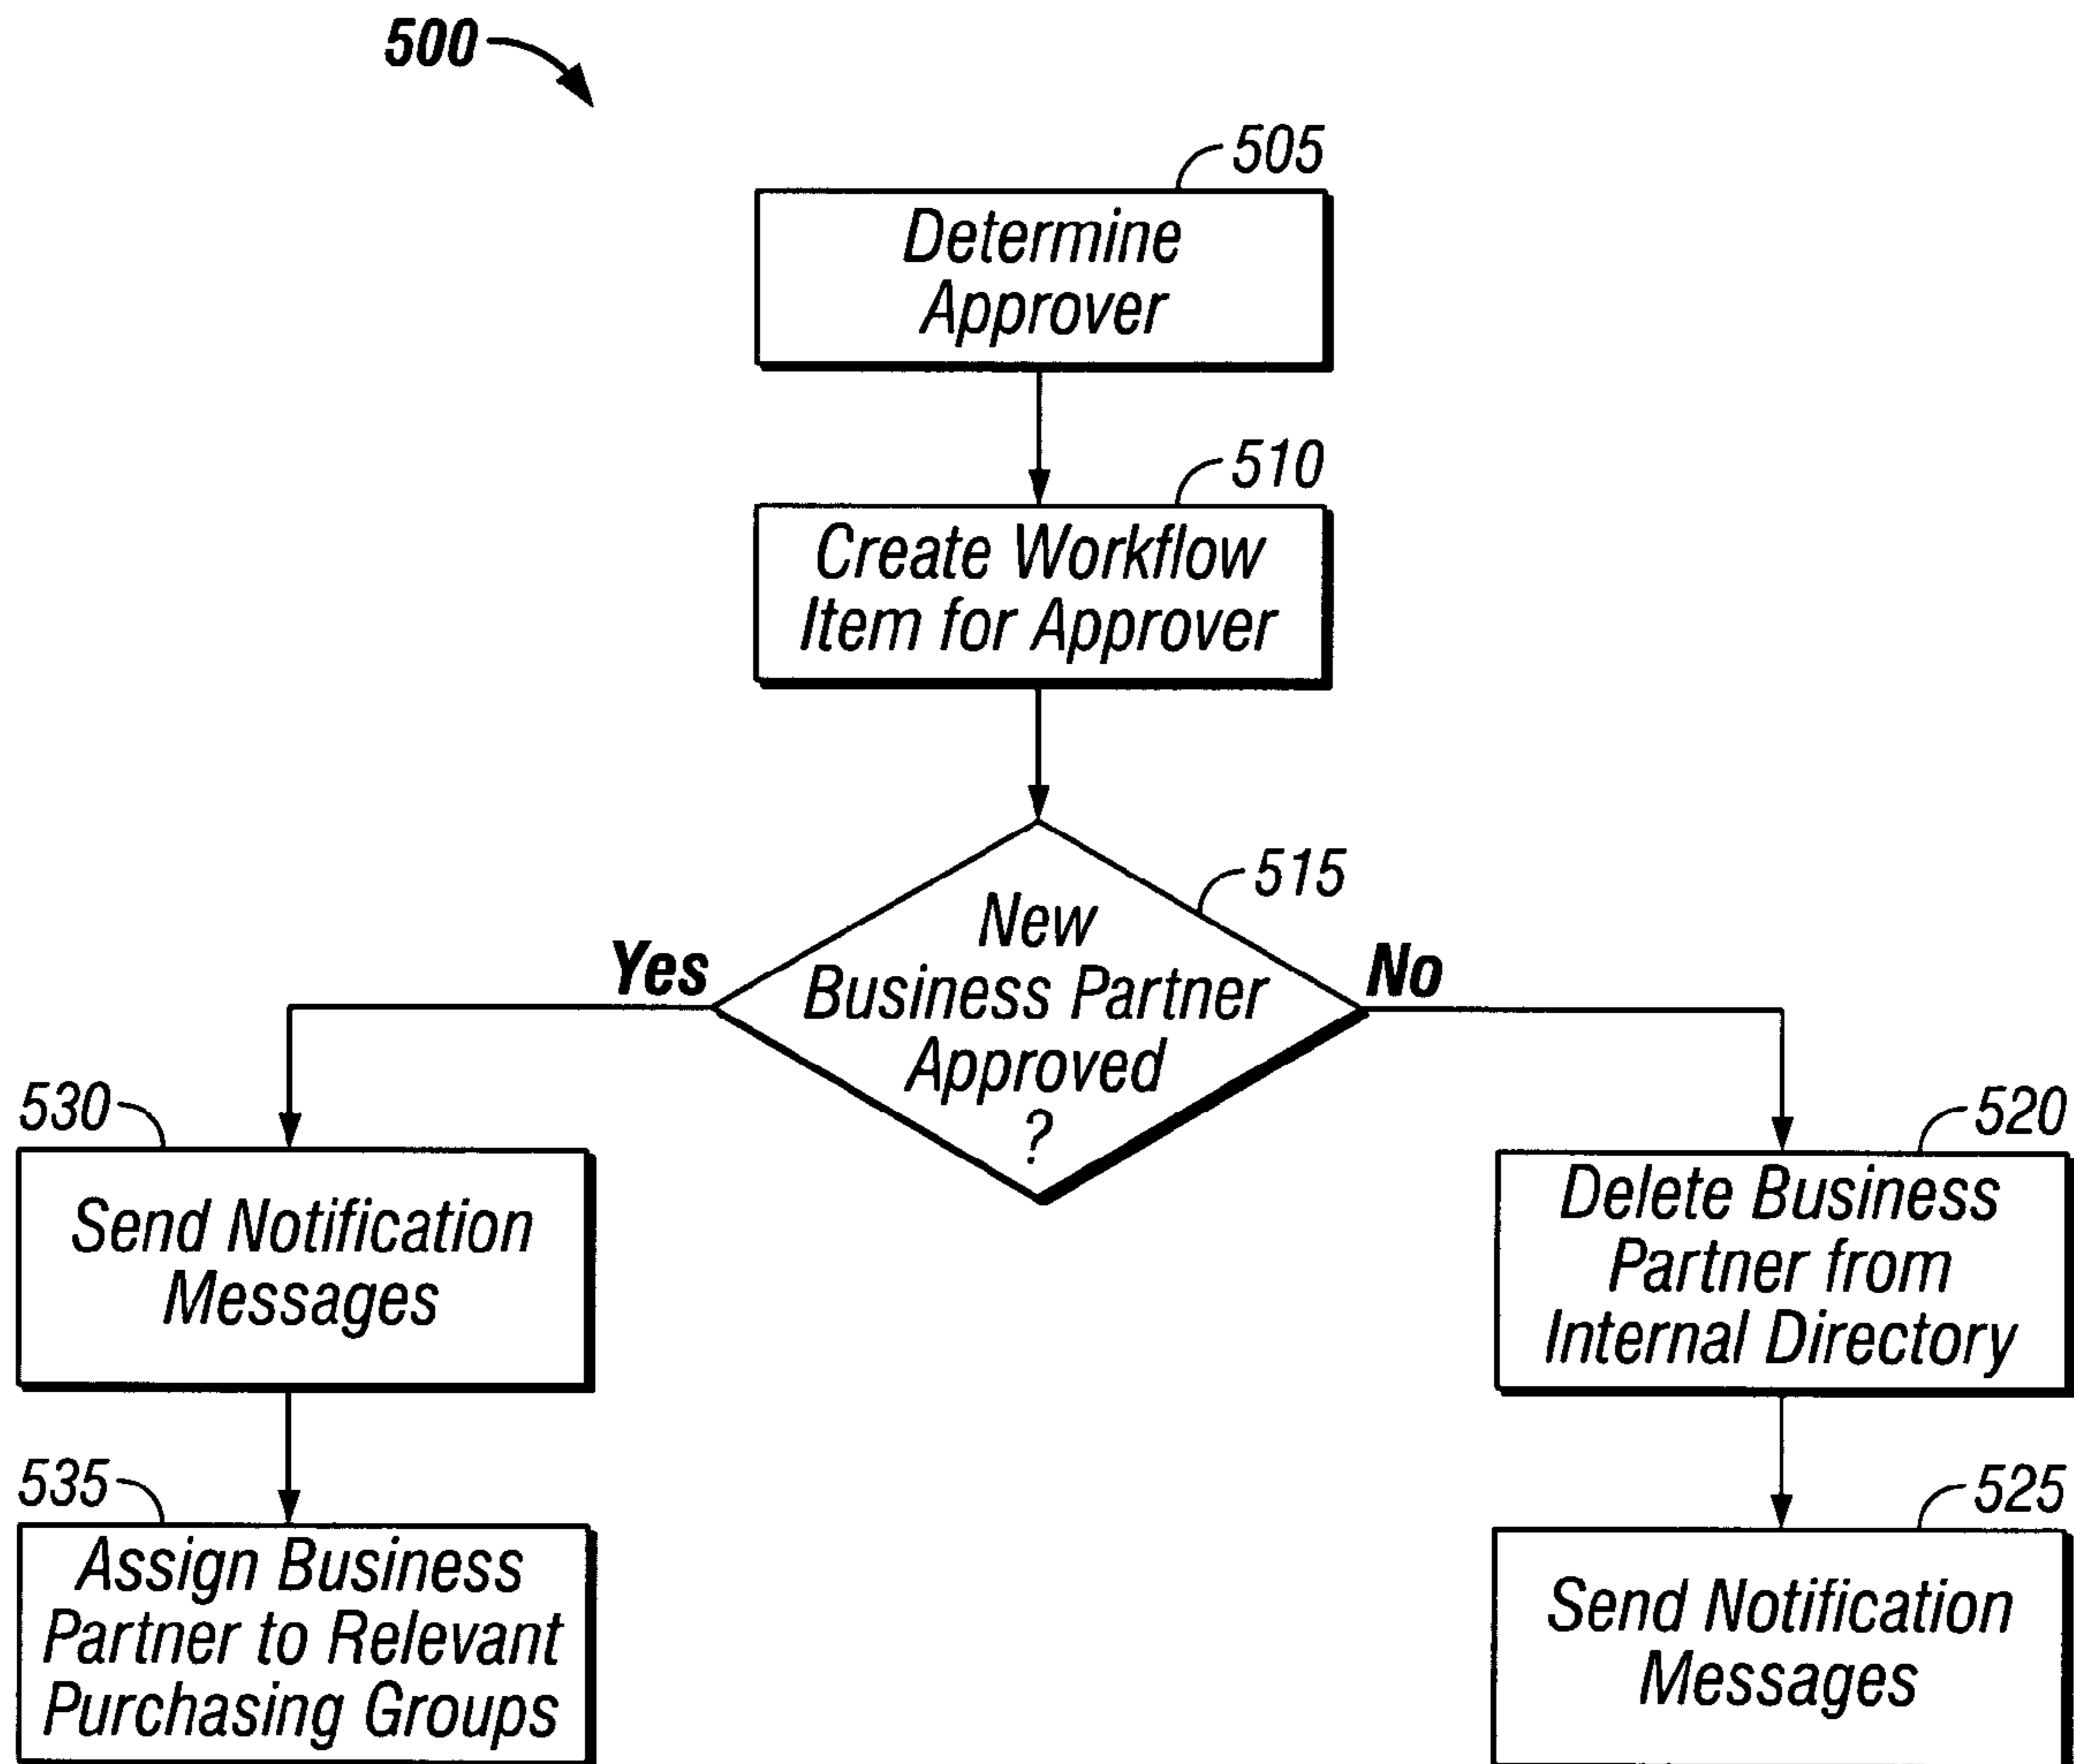 500
505
Determine
Approver
510
Create Workflow
Item for Approver
515
New
Business Partner
Approved
?
Yes
No
530
Send Notification
Messages
520
Delete Business
Partner from
Internal Directory
535
Assign Business
Partner to Relevant
Purchasing Groups
525
Send Notification
Messages